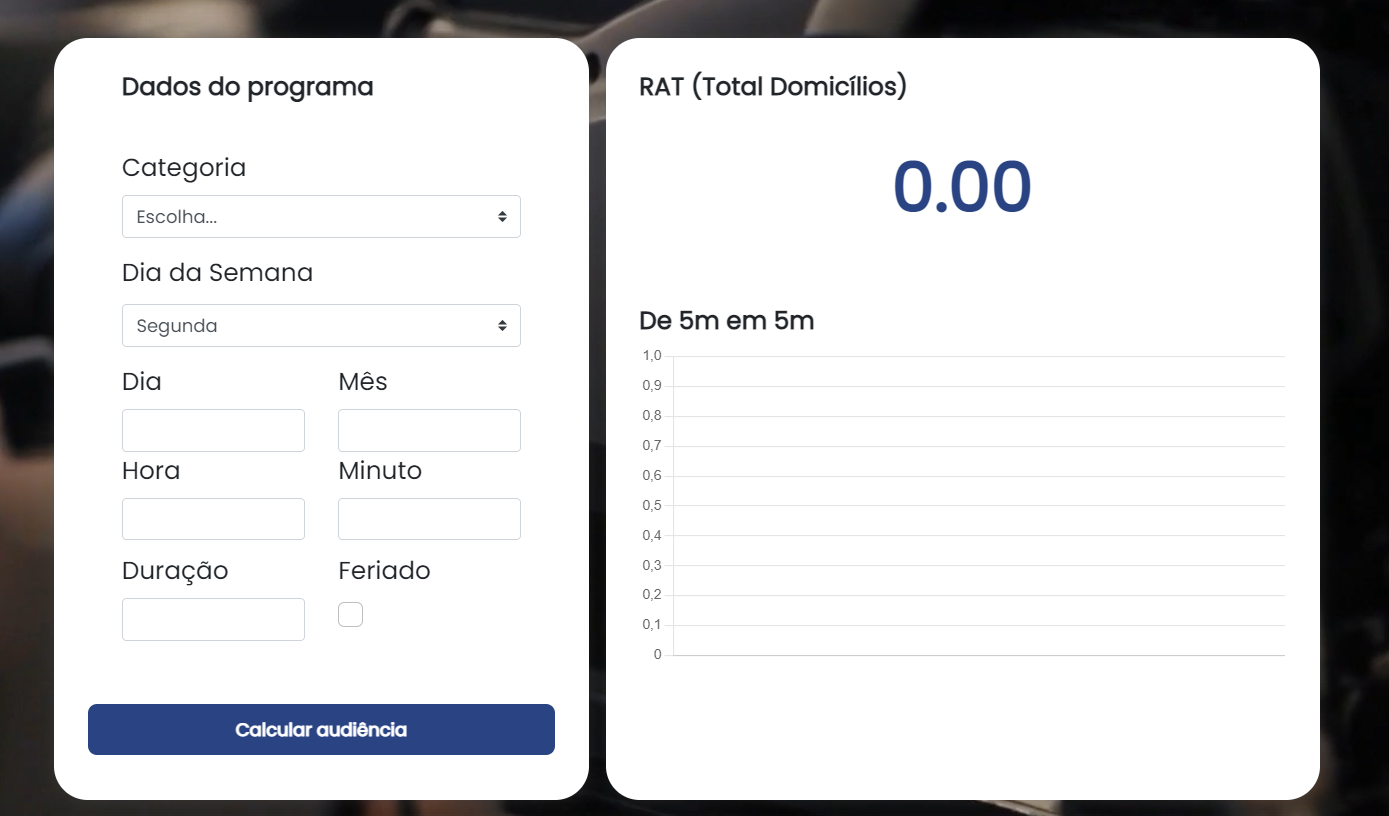 Dados do programa
Categoria
Escolha...
Dia da Semana
Segunda
Dia
Mês
Hora
Minuto
Duração
Feriado
Calcular audiência
RAT (Total Domicílios)
0.00
De 5m em 5m
1,0
0,9
0,8
0,7
0,6
0,5
0,4
0,3
0,2
0,1
0